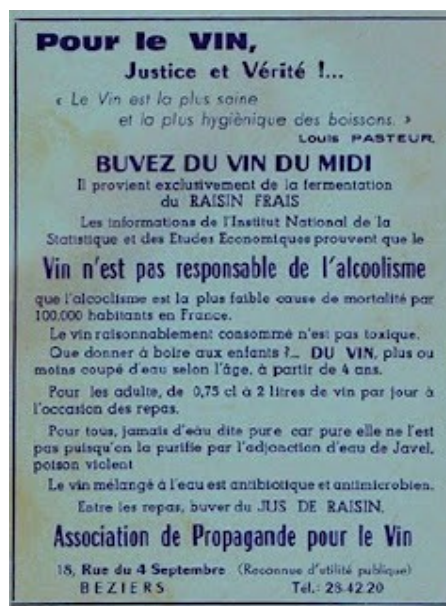 Pour le VIN,
Justice et Vérité !...
« Le Vin est la plus saine
et la plus hygiènique des boissons. »
Louis PASTEUR.
BUVEZ DU VIN DU MIDI
Il provient exclusivement de la fermentation
du RAISIN FRAIS
Les informations de l'Institut National de la
Statistique et des Etudes Economiques prouvent que le
Vin n'est pas responsable de l'alcoolisme
que l'alcoolisme est la plus faible cause de mortalité par
100.000 habitants en France.
Le vin raisonnablement consommé n'est pas toxique.
Que donner à boire aux enfants ?... DU VIN, plus ou
moins coupé d'eau selon l'âge, à partir de 4 ans.
Pour les adulte, de 0,75 cl à 2 litres de vin par jour à
l'occasion des repas.
Pour tous, jamais d'eau dite pure car pure elle ne l'est
pas puisqu'on la purifie par l'adjonction d'eau de Javel,
poison violent
Le vin mélangé à l'eau est antibiotique et antimicrobien.
Entre les repas, buver du JUS DE RAISIN.
Association de Propagande pour le Vin
18, Rue du 4 Septembre (Reconnue d'utilité publique)
BEZIERS Tél.: 28-42.20